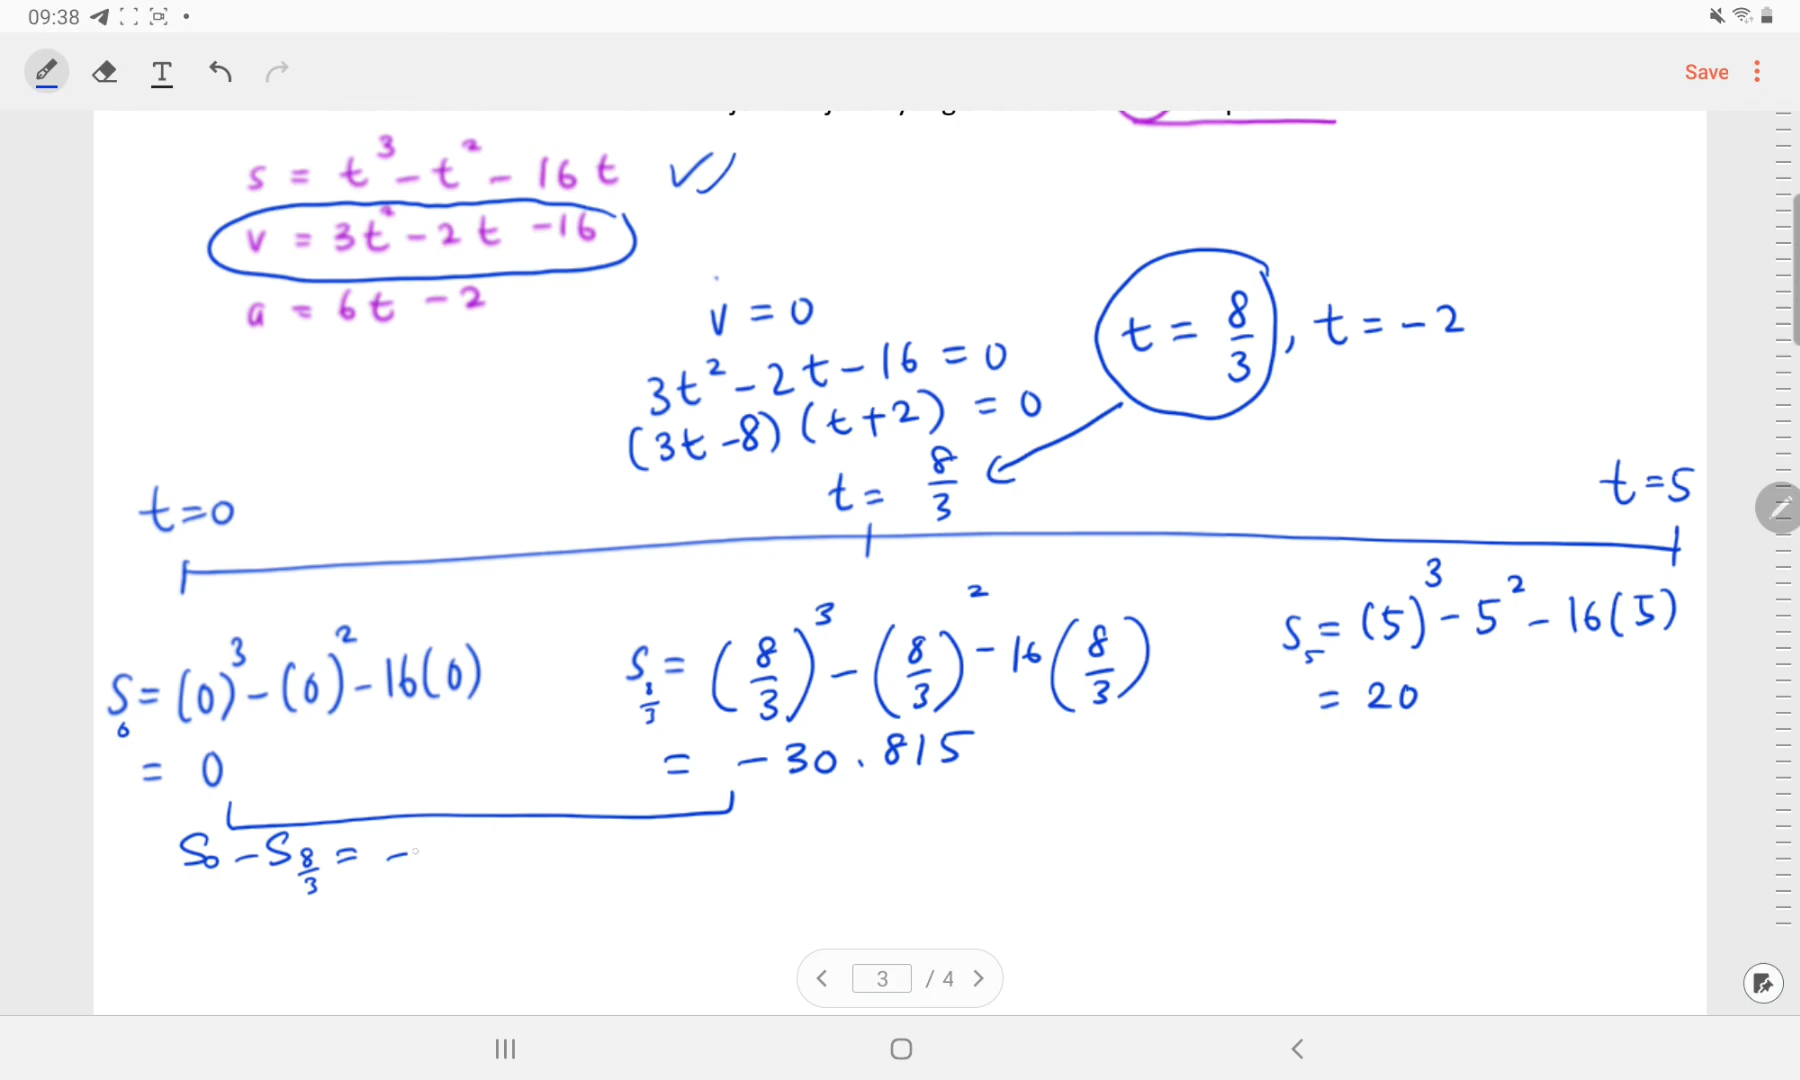 09:38
T
Save
s = t³ - t² - 16t
v = 3t² - 2t - 16
a = 6t - 2
v = 0
3t² - 2t - 16 = 0
(3t - 8)(t + 2) = 0
t = 8/3, t = -2
t=0
t = 8/3
t=5
S₀ = (0)³ - (0)² - 16(0)
= 0
S8/3 = (8/3)³ - (8/3)² - 16(8/3)
= -30.815
S₅ = (5)³ - 5² - 16(5)
= 20
S₀ - S8/3 = -
3 / 4